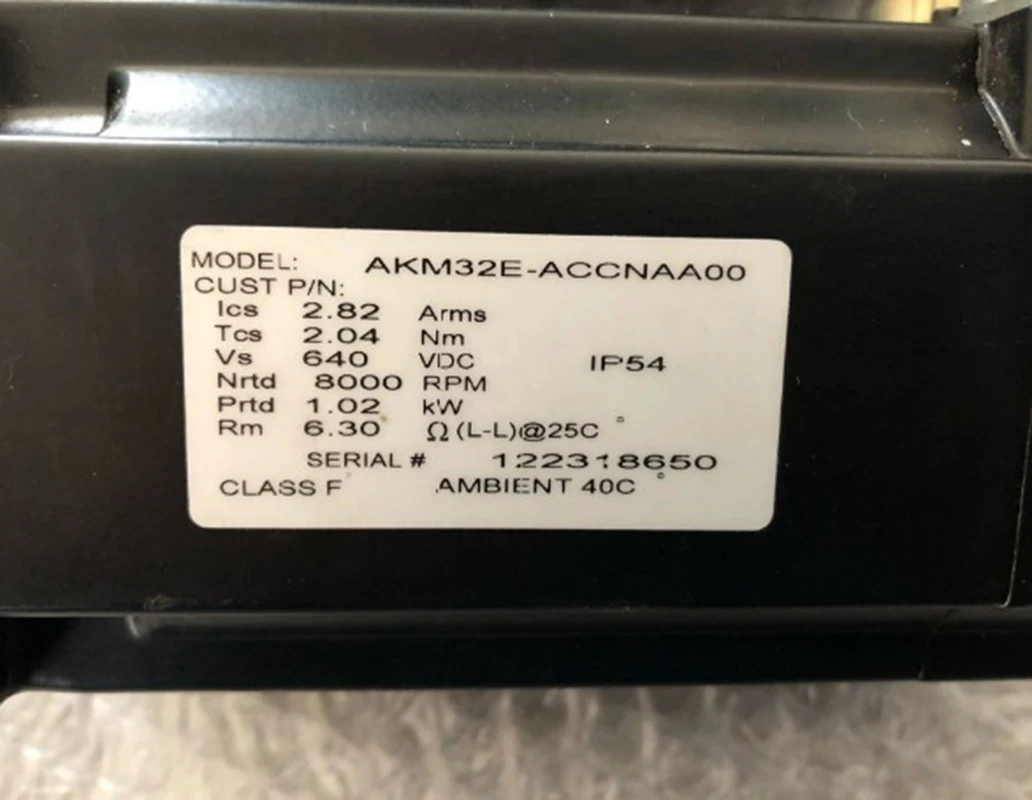 MODEL: AKM32E-ACCNAA00
CUST P/N:
Ics 2.82 Arms
Tcs 2.04 Nm
Vs 640 VDC IP54
Nrtd 8000 RPM
Prtd 1.02 kW
Rm 6.30 Ω (L-L)@25C °
SERIAL # 122318650
CLASS F AMBIENT 40C °